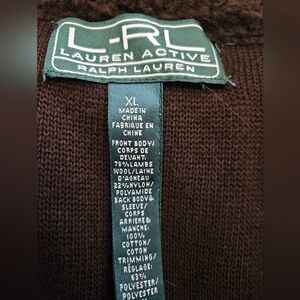 L-RL
LAUREN ACTIVE
RALPH LAUREN
XL
MADE IN
CHINA
FABRIQUE EN
CHINE
FRONT BODY/
CORPS DE
DEVANT:
78% LAMBS
WOOL/LAINE
D'AGNEAU
22% NYLON/
POLYAMIDE
BACK BODY&
SLEEVE/
CORPS
ARRIERE&
MANCHE:
100%
COTTON/
COTON
TRIMMING/
RÉGLAGE:
63%
POLYESTER/
POLYESTER